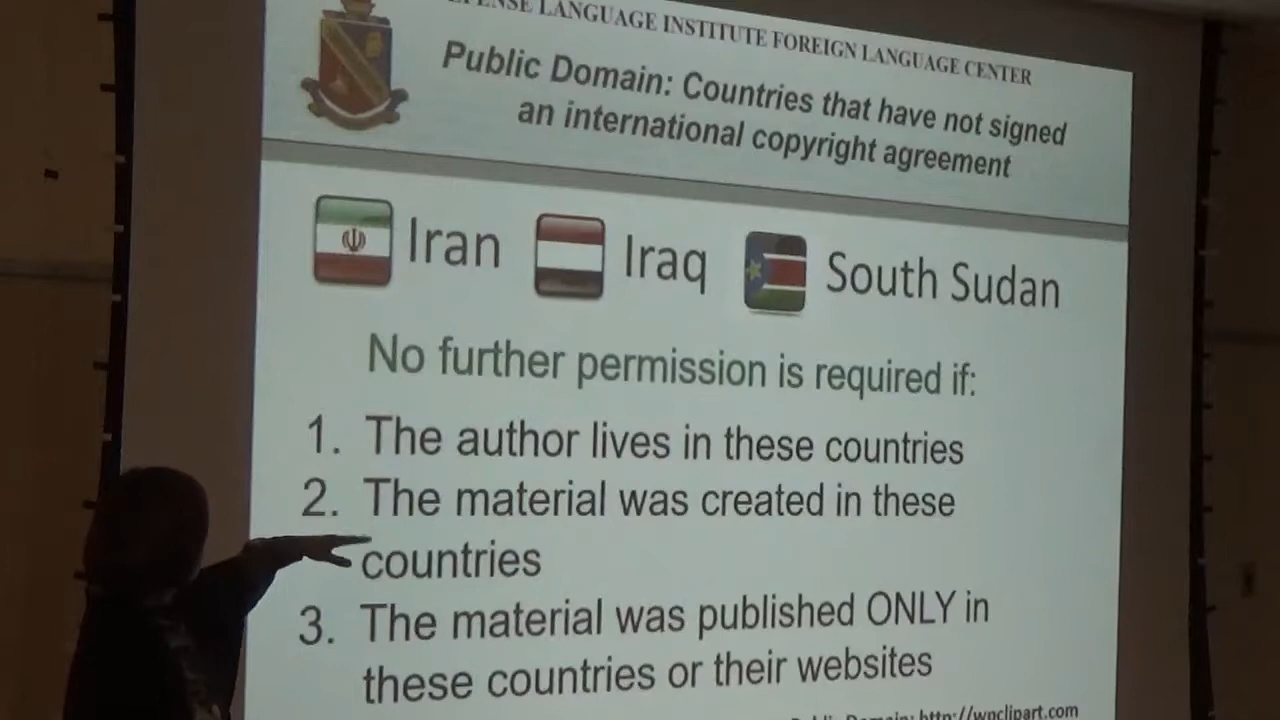 LANGUAGE INSTITUTE FOREIGN LANGUAGE CENTER
Public Domain: Countries that have not signed
an international copyright agreement
Iran Iraq South Sudan
No further permission is required if:
1. The author lives in these countries
2. The material was created in these
countries
3. The material was published ONLY in
these countries or their websites
Domain: http://wpclipart.com